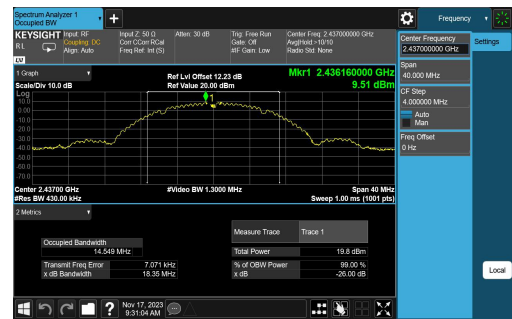 Spectrum Analyzer 1
Occupied BW
Frequency
KEYSIGHT
RL
Input: RF
Coupling: DC
Align: Auto
Input Z: 50 Ω
Corr CCorr RCal
Freq Ref: Int (S)
Atten: 30 dB
Trig: Free Run
Gate: Off
#IF Gain: Low
Center Freq: 2.437000000 GHz
Avg|Hold:>10/10
Radio Std: None
Center Frequency
2.437000000 GHz
Settings
Span
40.000 MHz
CF Step
4.000000 MHz
Auto
Man
Freq Offset
0 Hz
1 Graph
Scale/Div 10.0 dB
Ref Lvl Offset 12.23 dB
Ref Value 20.00 dBm
Mkr1 2.436160000 GHz
9.51 dBm
Log
10.0
0.00
-10.0
-20.0
-30.0
-40.0
-50.0
-60.0
-70.0
1
Center 2.43700 GHz
#Res BW 430.00 kHz
#Video BW 1.3000 MHz
Span 40 MHz
Sweep 1.00 ms (1001 pts)
2 Metrics
Measure Trace
Trace 1
Occupied Bandwidth
14.549 MHz
Total Power
19.8 dBm
Transmit Freq Error
7.071 kHz
% of OBW Power
99.00 %
x dB Bandwidth
18.35 MHz
x dB
-26.00 dB
Local
?
Nov 17, 2023
9:31:04 AM